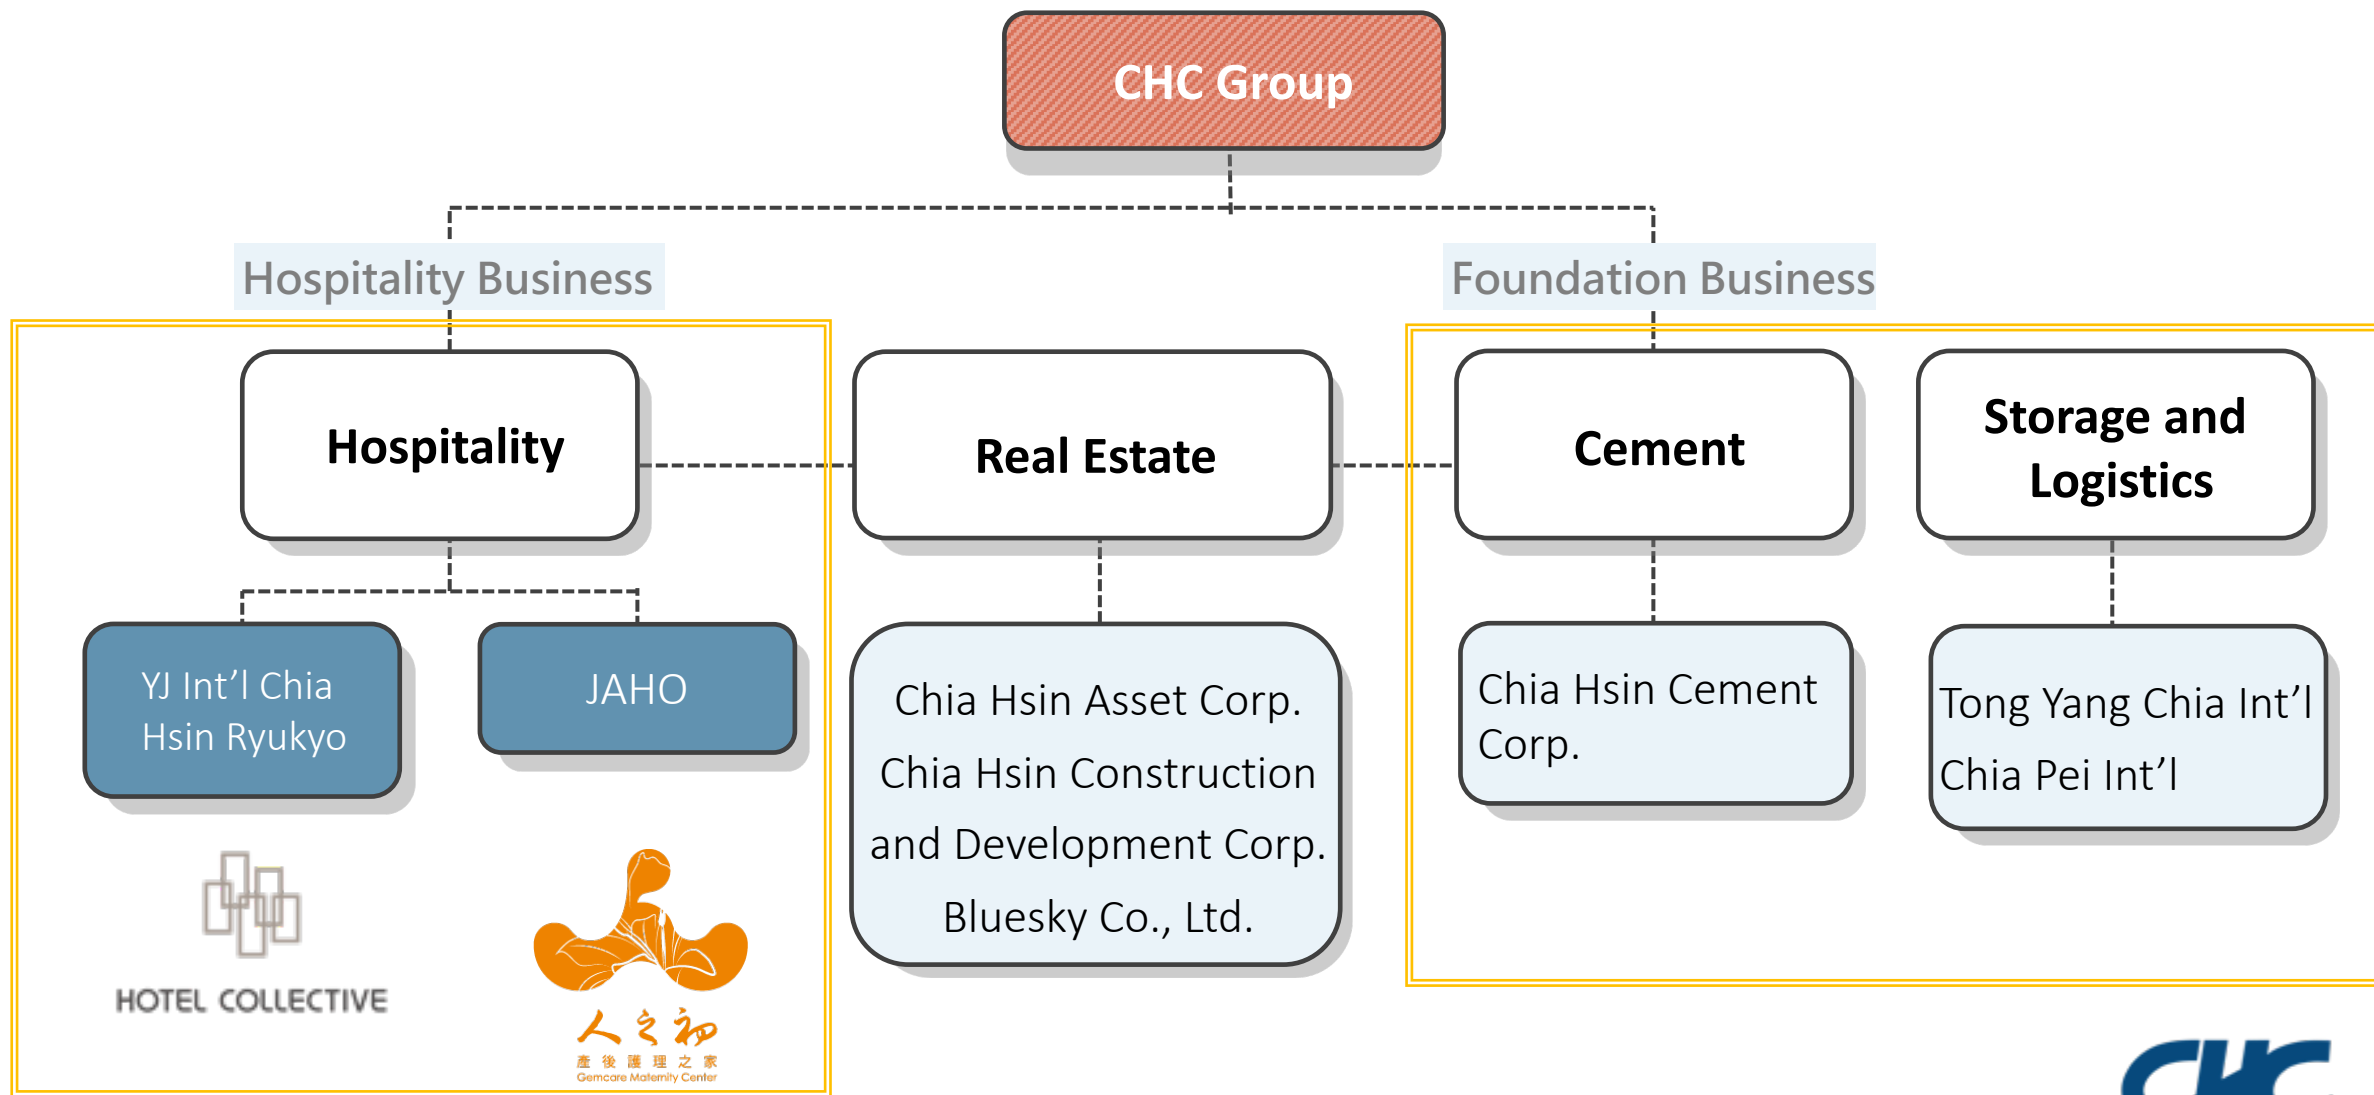 CHC Group
Hospitality Business
Foundation Business
Hospitality
Real Estate
Cement
Storage and
Logistics
YJ Int’l Chia
Hsin Ryukyo
JAHO
Chia Hsin Asset Corp.
Chia Hsin Construction
and Development Corp.
Bluesky Co., Ltd.
Chia Hsin Cement
Corp.
Tong Yang Chia Int’l
Chia Pei Int’l
HOTEL COLLECTIVE
人之初
產後護理之家
Gemcare Maternity Center
CHC